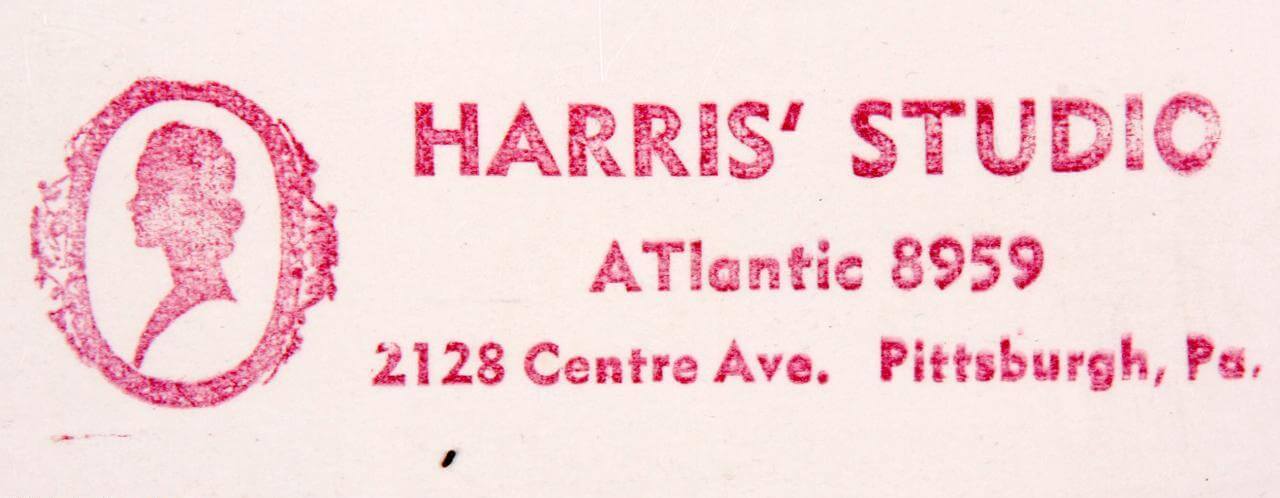 HARRIS' STUDIO
ATlantic 8959
2128 Centre Ave. Pittsburgh, Pa.